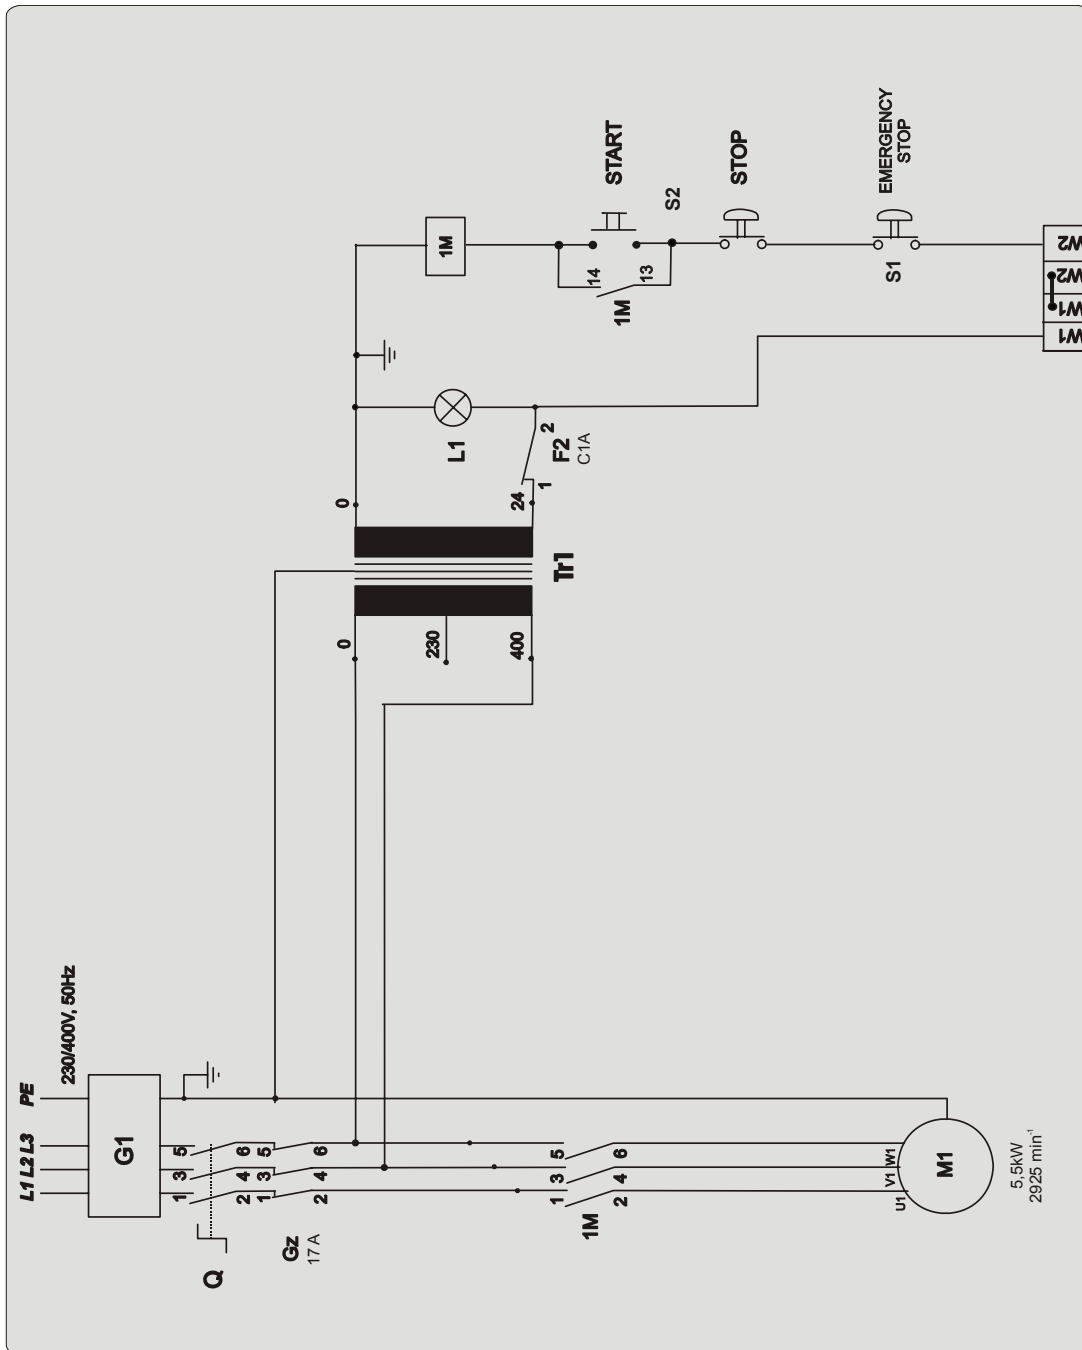 L1 L2 L3 PE
230/400V, 50Hz
G1
1 3 5
Q
2 4 6
1 3 5
Gz
17 A
2 4 6
0
230
400
Tr1
0
24
1
F2
C1A
2
L1
1M
14
13
1M
START
S2
STOP
EMERGENCY
STOP
S1
W2
W2
W1
W1
1 3 5
1M
2 4 6
U1
V1
W1
M1
5,5kW
2925 min⁻¹